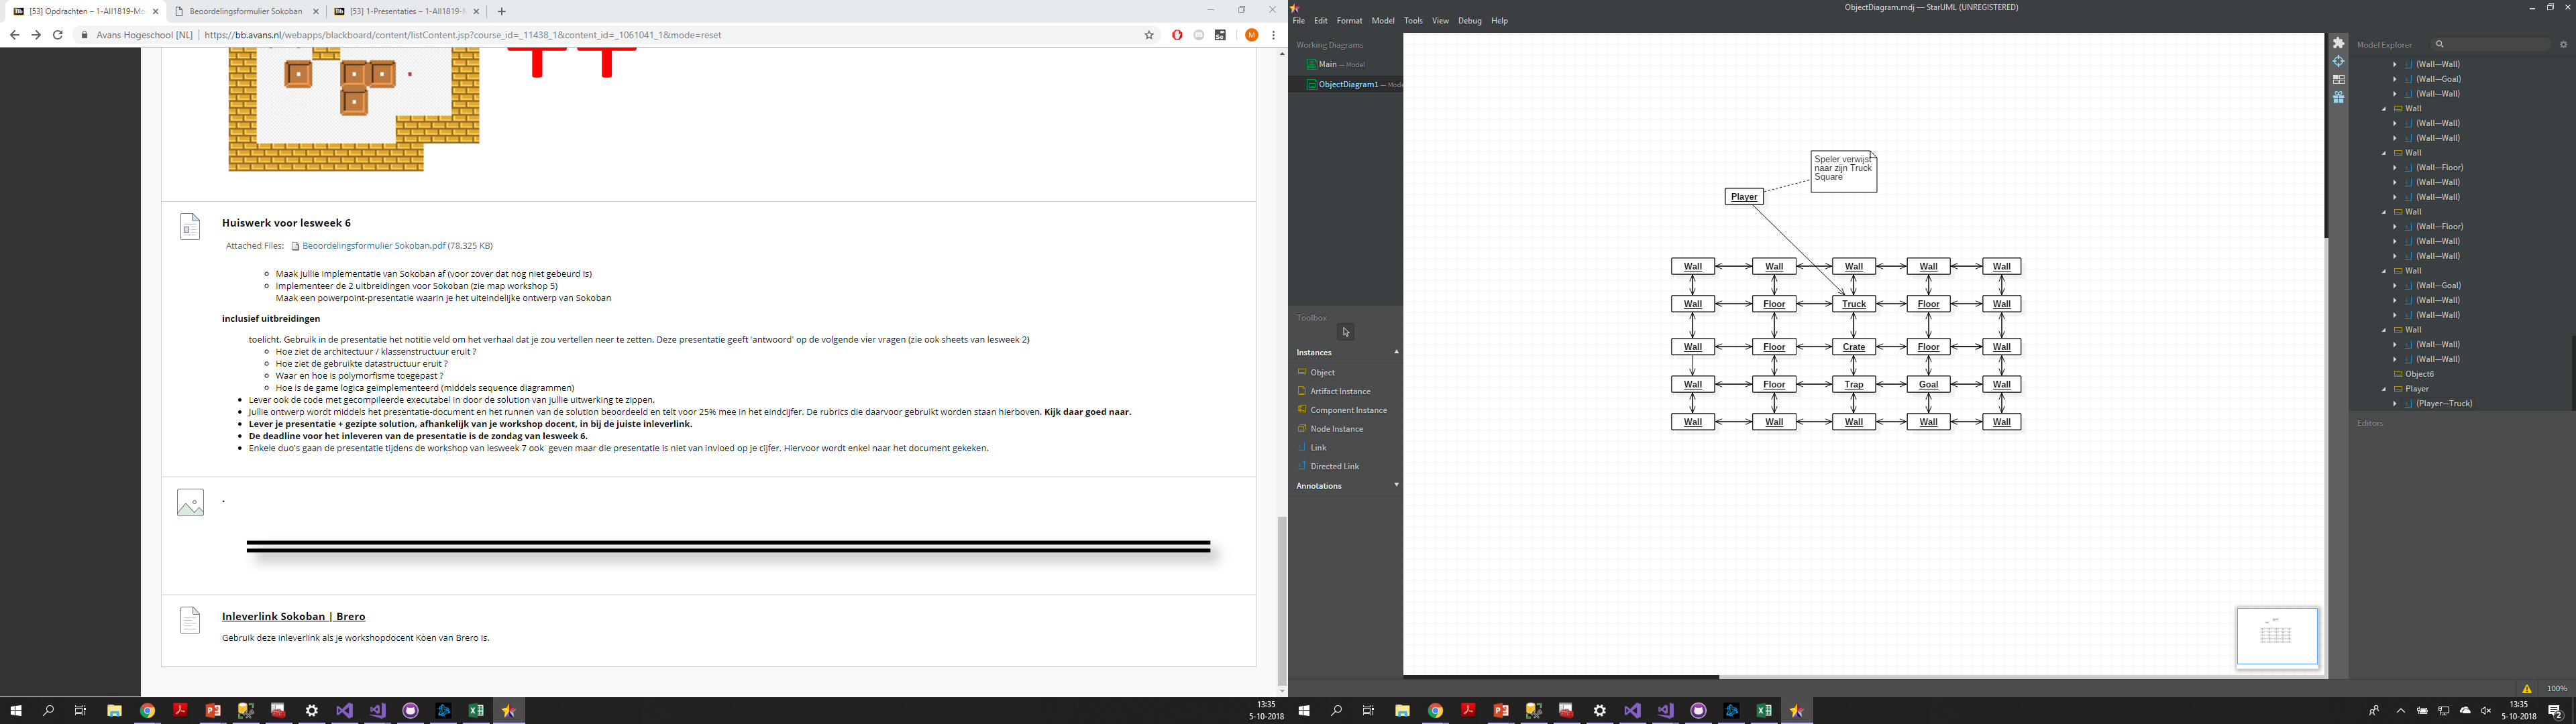 [53] Opdrachten – 1-AII1819-Mo
Beoordelingsformulier Sokoban
[53] 1-Presentaties – 1-AII1819-M
Avans Hogeschool [NL]
https://bb.avans.nl/webapps/blackboard/content/listContent.jsp?course_id=_11438_1&content_id=_1061041_1&mode=reset
M
Huiswerk voor lesweek 6
Attached Files: Beoordelingsformulier Sokoban.pdf (78.325 KB)
Maak jullie implementatie van Sokoban af (voor zover dat nog niet gebeurd is)
Implementeer de 2 uitbreidingen voor Sokoban (zie map workshop 5)
Maak een powerpoint-presentatie waarin je het uiteindelijke ontwerp van Sokoban
inclusief uitbreidingen
toelicht. Gebruik in de presentatie het notitie veld om het verhaal dat je zou vertellen neer te zetten. Deze presentatie geeft 'antwoord' op de volgende vier vragen (zie ook sheets van lesweek 2)
Hoe ziet de architectuur / klassenstructuur eruit ?
Hoe ziet de gebruikte datastructuur eruit ?
Waar en hoe is polymorfisme toegepast ?
Hoe is de game logica geïmplementeerd (middels sequence diagrammen)
Lever ook de code met gecompileerde executabel in door de solution van jullie uitwerking te zippen.
Jullie ontwerp wordt middels het presentatie-document en het runnen van de solution beoordeeld en telt voor 25% mee in het eindcijfer. De rubrics die daarvoor gebruikt worden staan hierboven. Kijk daar goed naar.
Lever je presentatie + gezipte solution, afhankelijk van je workshop docent, in bij de juiste inleverlink.
De deadline voor het inleveren van de presentatie is de zondag van lesweek 6.
Enkele duo's gaan de presentatie tijdens de workshop van lesweek 7 ook geven maar die presentatie is niet van invloed op je cijfer. Hiervoor wordt enkel naar het document gekeken.
.
Inleverlink Sokoban | Brero
Gebruik deze inleverlink als je workshopdocent Koen van Brero is.
13:35
5-10-2018
ObjectDiagram.mdj — StarUML (UNREGISTERED)
File Edit Format Model Tools View Debug Help
Working Diagrams
Main — Model
ObjectDiagram1 — Mode
Toolbox
Instances
Object
Artifact Instance
Component Instance
Node Instance
Link
Directed Link
Annotations
Speler verwijst
naar zijn Truck
Square
Player
Wall Wall Wall Wall Wall
Wall Floor Truck Floor Wall
Wall Floor Crate Floor Wall
Wall Floor Trap Goal Wall
Wall Wall Wall Wall Wall
Model Explorer
(Wall—Wall)
(Wall—Goal)
(Wall—Wall)
Wall
(Wall—Wall)
(Wall—Wall)
Wall
(Wall—Floor)
(Wall—Wall)
(Wall—Wall)
Wall
(Wall—Floor)
(Wall—Wall)
(Wall—Wall)
Wall
(Wall—Goal)
(Wall—Wall)
(Wall—Wall)
Wall
(Wall—Wall)
(Wall—Wall)
Object6
Player
(Player—Truck)
Editors
100%
13:35
5-10-2018
2